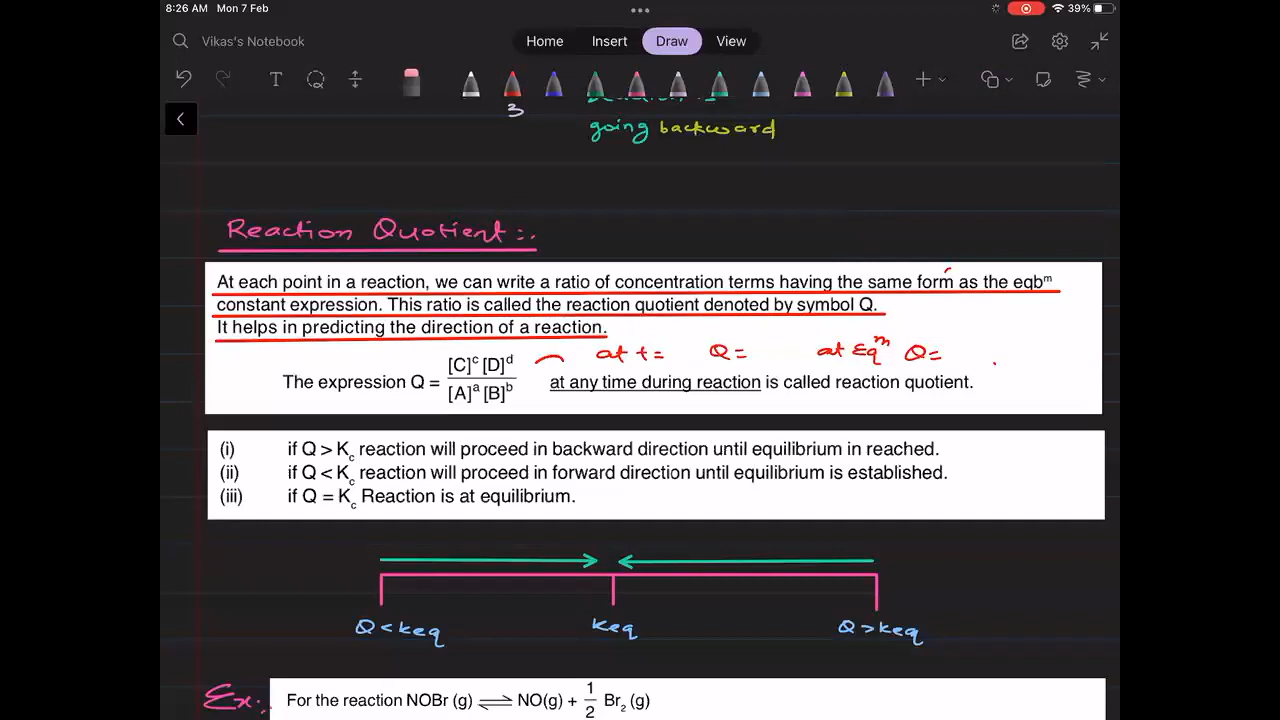 8:26 AM Mon 7 Feb
39%
Vikas's Notebook
Home Insert Draw View
3
going backward
Reaction Quotient :-
At each point in a reaction, we can write a ratio of concentration terms having the same form as the eqbᵐ
constant expression. This ratio is called the reaction quotient denoted by symbol Q.
It helps in predicting the direction of a reaction.
at t = Q = at Eqᵐ Q =
The expression Q = [C]ᶜ [D]ᵈ / [A]ᵃ [B]ᵇ at any time during reaction is called reaction quotient.
(i) if Q > Kc reaction will proceed in backward direction until equilibrium in reached.
(ii) if Q < Kc reaction will proceed in forward direction until equilibrium is established.
(iii) if Q = Kc Reaction is at equilibrium.
Q < keq keq Q > keq
Ex:. For the reaction NOBr (g) ⇌ NO(g) + 1/2 Br₂ (g)